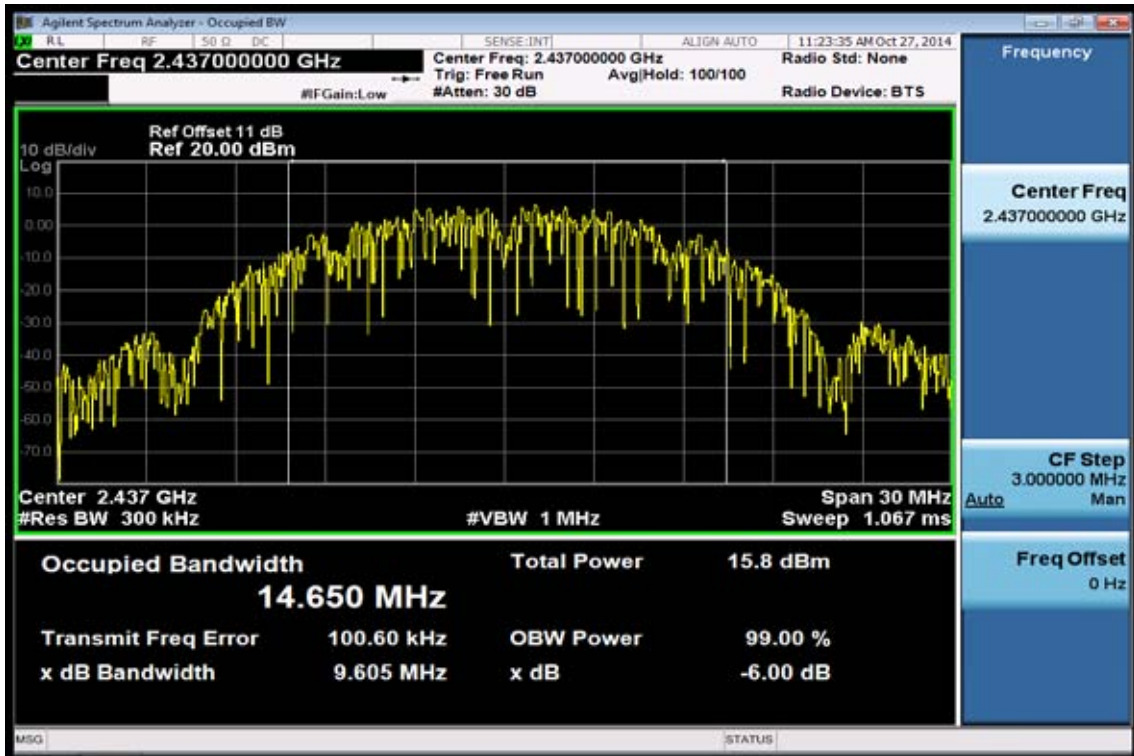 Agilent Spectrum Analyzer - Occupied BW
RL RF 50 Ω DC SENSE:INT ALIGN AUTO 11:23:35 AM Oct 27, 2014
Center Freq 2.437000000 GHz
Center Freq: 2.437000000 GHz
Radio Std: None
Trig: Free Run Avg|Hold: 100/100
#IFGain:Low
#Atten: 30 dB
Radio Device: BTS
Ref Offset 11 dB
10 dB/div Ref 20.00 dBm
Log
10.0
0.00
-10.0
-20.0
-30.0
-40.0
-50.0
-60.0
-70.0
Center 2.437 GHz Span 30 MHz
#Res BW 300 kHz #VBW 1 MHz Sweep 1.067 ms
Occupied Bandwidth Total Power 15.8 dBm
14.650 MHz
Transmit Freq Error 100.60 kHz OBW Power 99.00 %
x dB Bandwidth 9.605 MHz x dB -6.00 dB
MSG STATUS
Frequency
Center Freq
2.437000000 GHz
CF Step
3.000000 MHz
Auto Man
Freq Offset
0 Hz